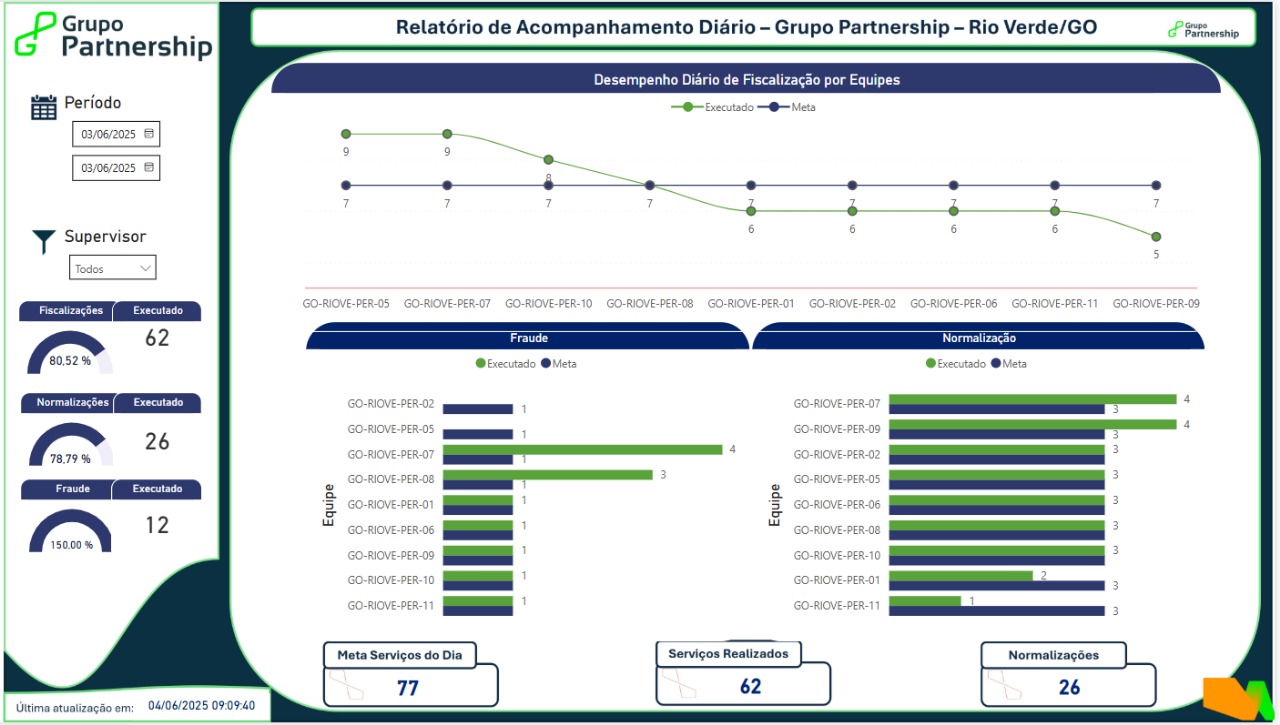 Grupo
Partnership
Relatório de Acompanhamento Diário – Grupo Partnership – Rio Verde/GO
Grupo
Partnership
Período
03/06/2025
03/06/2025
Supervisor
Todos
Fiscalizações Executado
62
80,52 %
Normalizações Executado
26
78,79 %
Fraude Executado
12
150,00 %
Última atualização em: 04/06/2025 09:09:40
Desempenho Diário de Fiscalização por Equipes
Executado Meta
9 9 8 6 6 6 6 5
7 7 7 7 7 7 7 7 7
GO-RIOVE-PER-05 GO-RIOVE-PER-07 GO-RIOVE-PER-10 GO-RIOVE-PER-08 GO-RIOVE-PER-01 GO-RIOVE-PER-02 GO-RIOVE-PER-06 GO-RIOVE-PER-11 GO-RIOVE-PER-09
Fraude
Executado Meta
Equipe
GO-RIOVE-PER-02 1
GO-RIOVE-PER-05 1
GO-RIOVE-PER-07 4 1
GO-RIOVE-PER-08 3 1
GO-RIOVE-PER-01 1
GO-RIOVE-PER-06 1
GO-RIOVE-PER-09 1
GO-RIOVE-PER-10 1
GO-RIOVE-PER-11 1
Normalização
Executado Meta
Equipe
GO-RIOVE-PER-07 4 3
GO-RIOVE-PER-09 4 3
GO-RIOVE-PER-02 3
GO-RIOVE-PER-05 3
GO-RIOVE-PER-06 3
GO-RIOVE-PER-08 3
GO-RIOVE-PER-10 3
GO-RIOVE-PER-01 2 3
GO-RIOVE-PER-11 1 3
Meta Serviços do Dia
77
Serviços Realizados
62
Normalizações
26